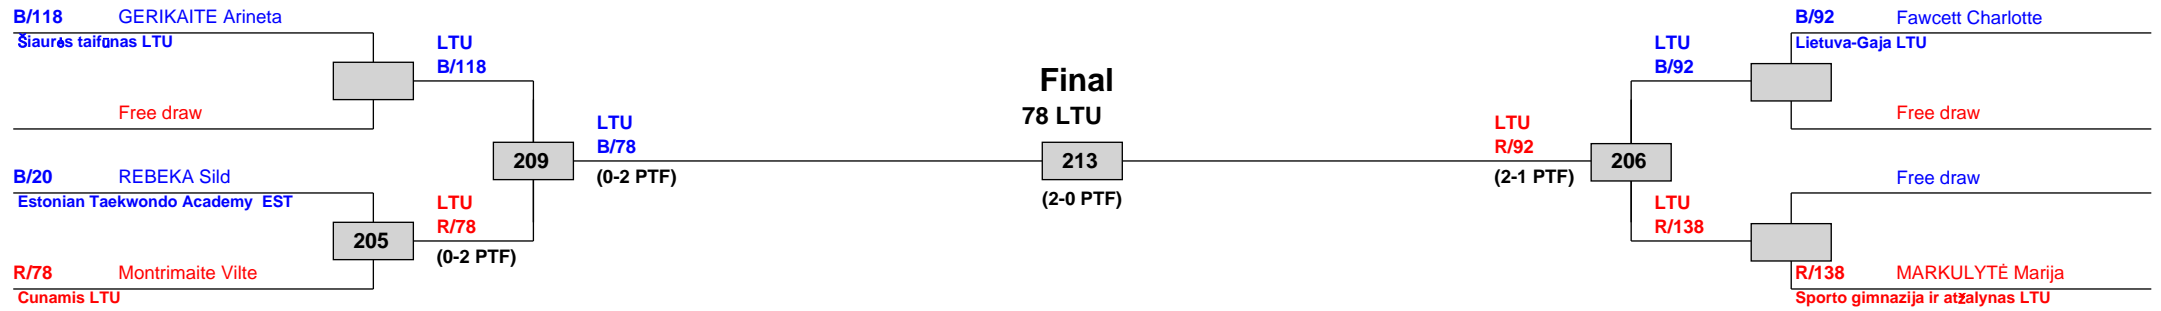 B/118 GERIKAITE Arineta
Šiaurės taifūnas LTU
LTU
B/118
Free draw
B/20 REBEKA Sild
Estonian Taekwondo Academy EST
LTU
R/78
(0-2 PTF)
205
R/78 Montrimaite Vilte
Cunamis LTU
209
LTU
B/78
(0-2 PTF)
Final
78 LTU
213
(2-0 PTF)
LTU
R/92
(2-1 PTF)
206
LTU
B/92
B/92 Fawcett Charlotte
Lietuva-Gaja LTU
Free draw
Free draw
LTU
R/138
R/138 MARKULYTĖ Marija
Sporto gimnazija ir atžalynas LTU